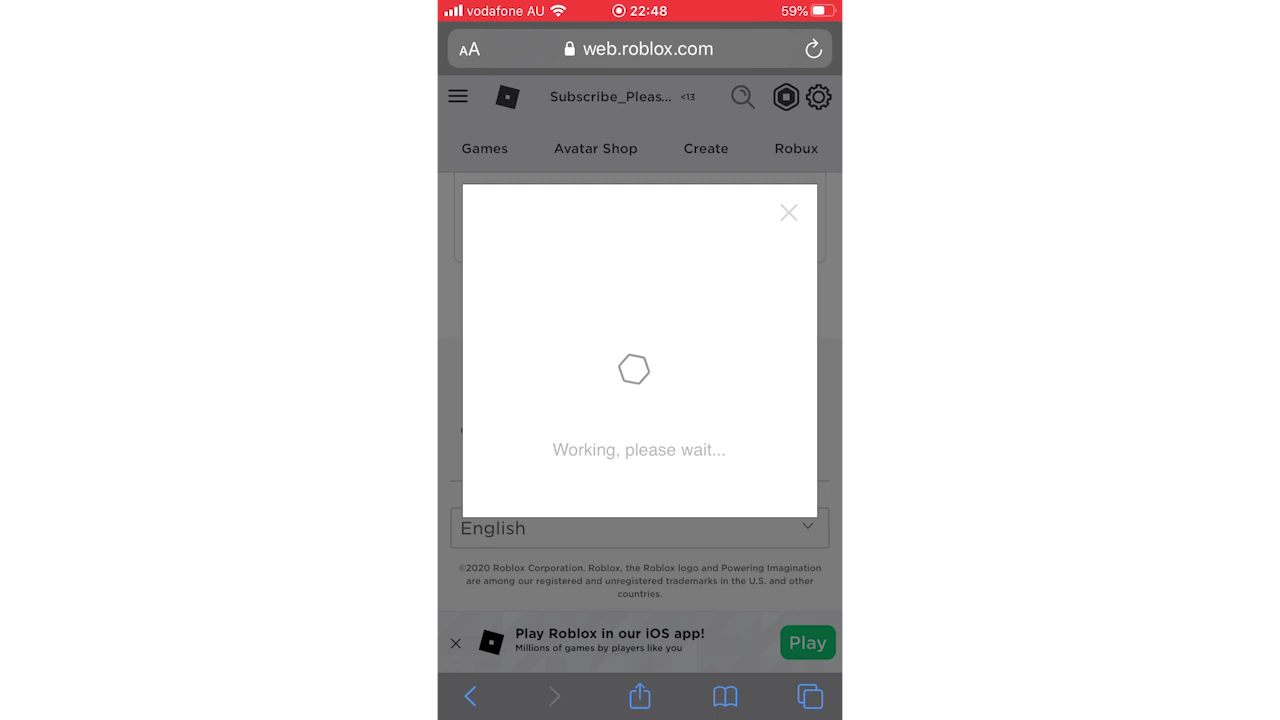 vodafone AU 22:48 59%
AA web.roblox.com
Subscribe_Pleas... <13
Games Avatar Shop Create Robux
Working, please wait...
English
©2020 Roblox Corporation. Roblox, the Roblox logo and Powering Imagination
are among our registered and unregistered trademarks in the U.S. and other
countries.
Play Roblox in our iOS app!
Millions of games by players like you
Play